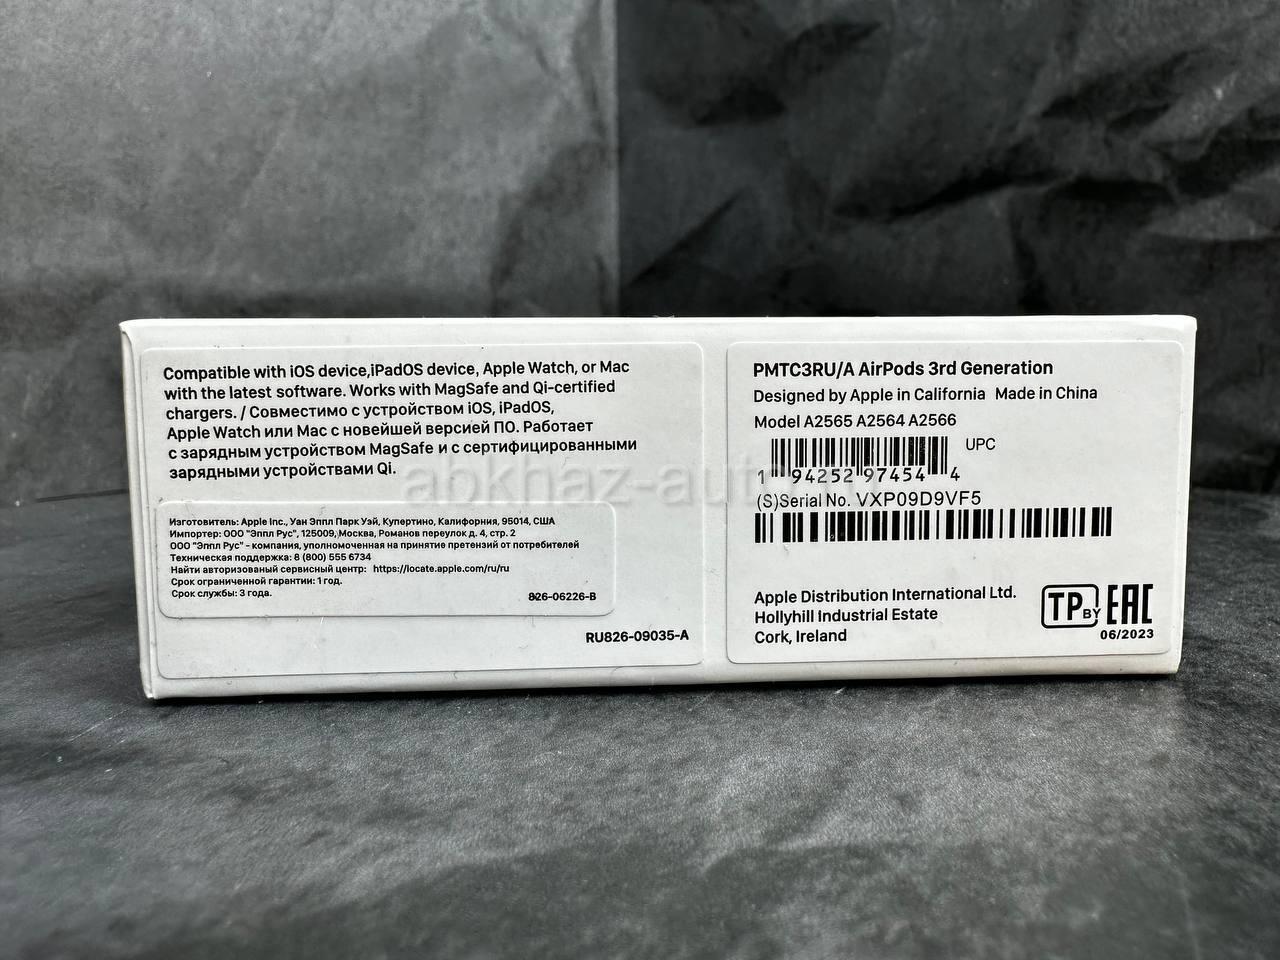 Compatible with iOS device,iPadOS device, Apple Watch, or Mac
with the latest software. Works with MagSafe and Qi-certified
chargers. / Совместимо с устройством iOS, iPadOS,
Apple Watch или Mac с новейшей версией ПО. Работает
с зарядным устройством MagSafe и с сертифицированными
зарядными устройствами Qi.
Изготовитель: Apple Inc., Уан Эппл Парк Уэй, Купертино, Калифорния, 95014, США
Импортер: ООО "Эппл Рус", 125009, Москва, Романов переулок д. 4, стр. 2
ООО "Эппл Рус" – компания, уполномоченная на принятие претензий от потребителей
Техническая поддержка: 8 (800) 555 6734
Найти авторизованый сервисный центр: https://locate.apple.com/ru/ru
Срок ограниченной гарантии: 1 год.
Срок службы: 3 года.
826-06226-B
RU826-09035-A
PMTC3RU/A AirPods 3rd Generation
Designed by Apple in California Made in China
Model A2565 A2564 A2566
UPC
1 94252 97454 4
(S)Serial No. VXP09D9VF5
Apple Distribution International Ltd.
Hollyhill Industrial Estate
Cork, Ireland
TP BY EAC
06/2023
abkhaz-auto